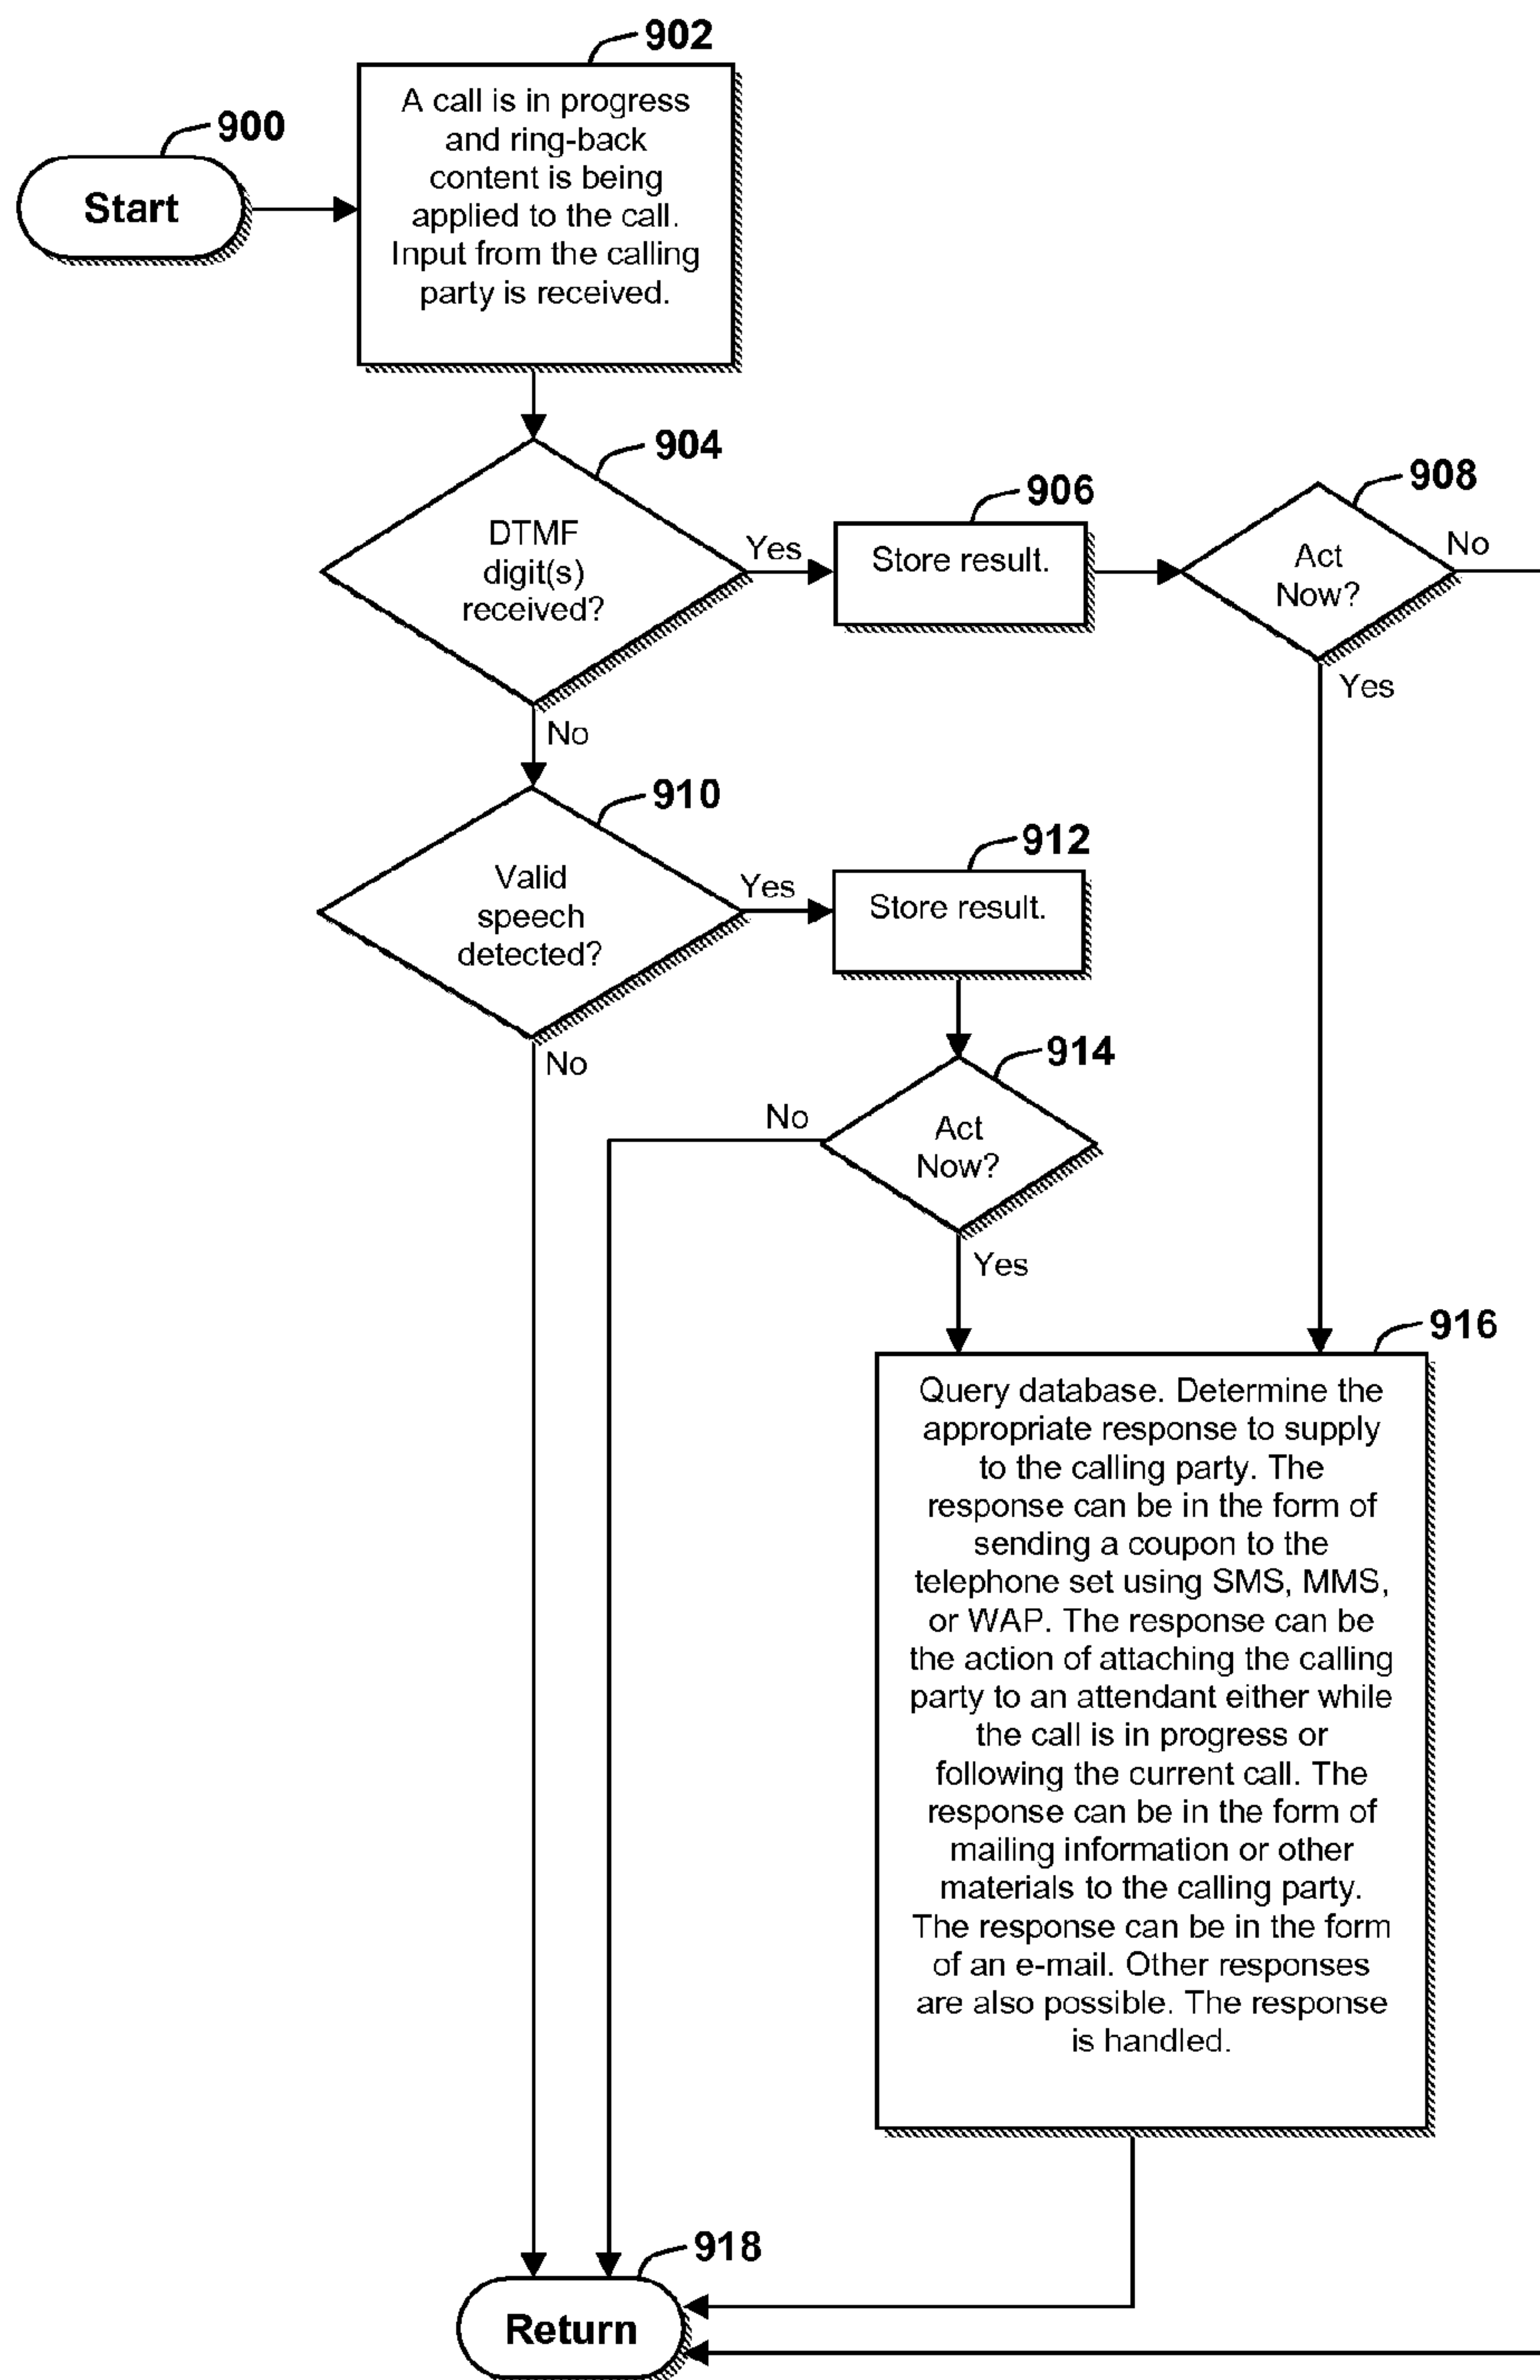 902
A call is in progress
and ring-back
content is being
applied to the call.
Input from the calling
party is received.
900
Start
904
DTMF
digit(s)
received?
Yes
906
Store result.
908
Act
Now?
No
Yes
No
910
Valid
speech
detected?
Yes
912
Store result.
No
914
Act
Now?
No
Yes
916
Query database. Determine the
appropriate response to supply
to the calling party. The
response can be in the form of
sending a coupon to the
telephone set using SMS, MMS,
or WAP. The response can be
the action of attaching the calling
party to an attendant either while
the call is in progress or
following the current call. The
response can be in the form of
mailing information or other
materials to the calling party.
The response can be in the form
of an e-mail. Other responses
are also possible. The response
is handled.
918
Return